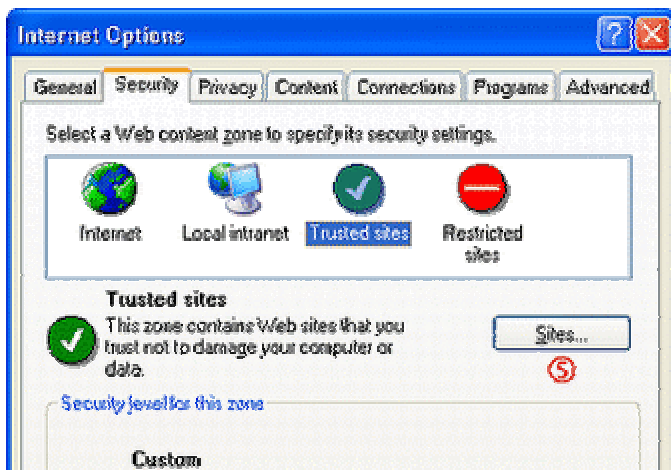 Internet Options
General Security Privacy Content Connections Programs Advanced
Select a Web content zone to specify its security settings.
Internet Local intranet Trusted sites Restricted sites
Trusted sites
This zone contains Web sites that you
trust not to damage your computer or
data.
Sites...
Security level for this zone
Custom